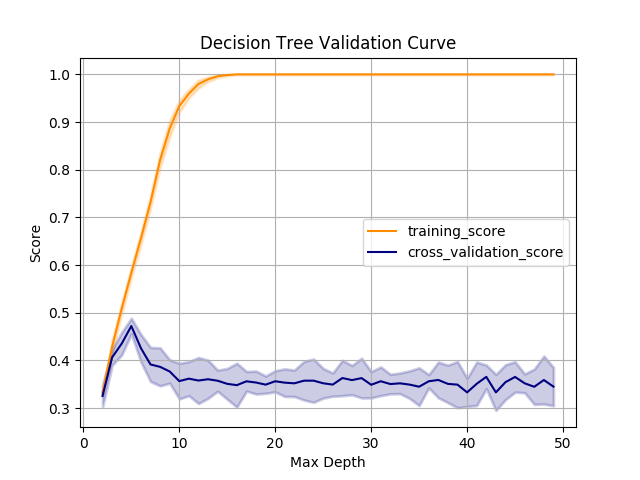 Decision Tree Validation Curve
Score
1.0
0.9
0.8
0.7
0.6
0.5
0.4
0.3
training_score
cross_validation_score
0 10 20 30 40 50
Max Depth